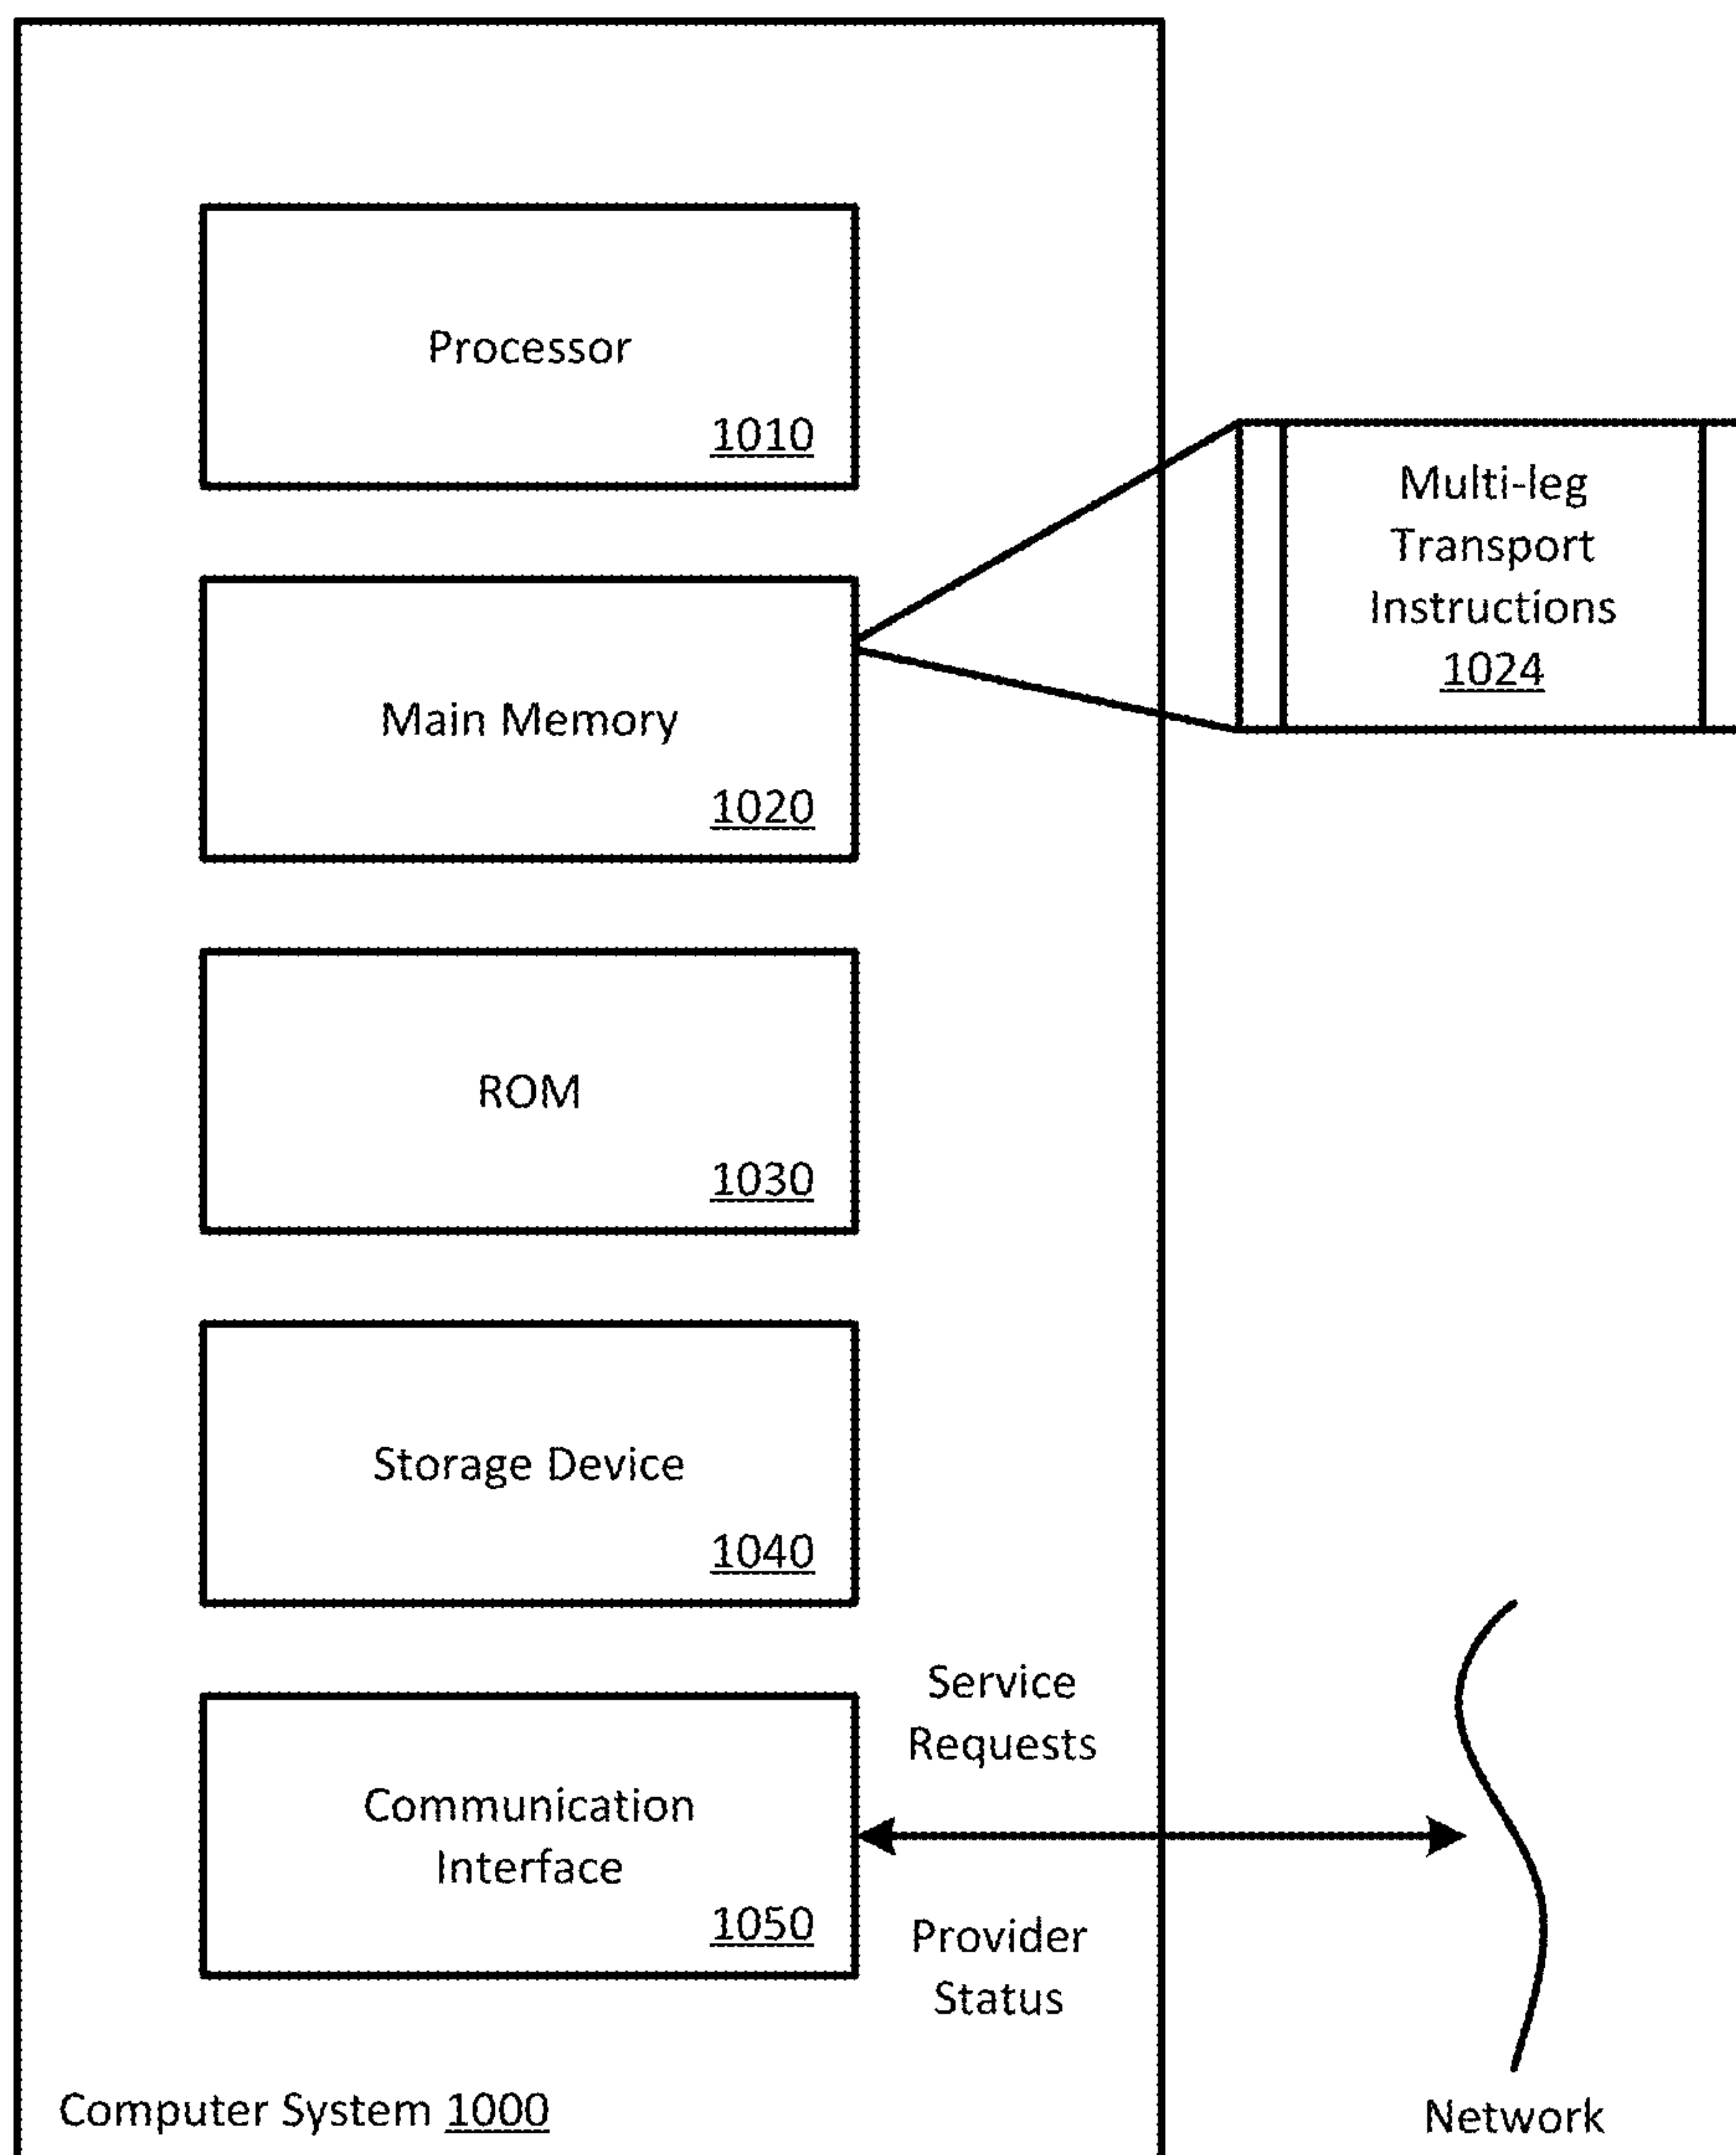 Processor
1010
Multi-leg
Transport
Instructions
1024
Main Memory
1020
ROM
1030
Storage Device
1040
Service
Requests
Communication
Interface
1050
Provider
Status
Computer System 1000
Network